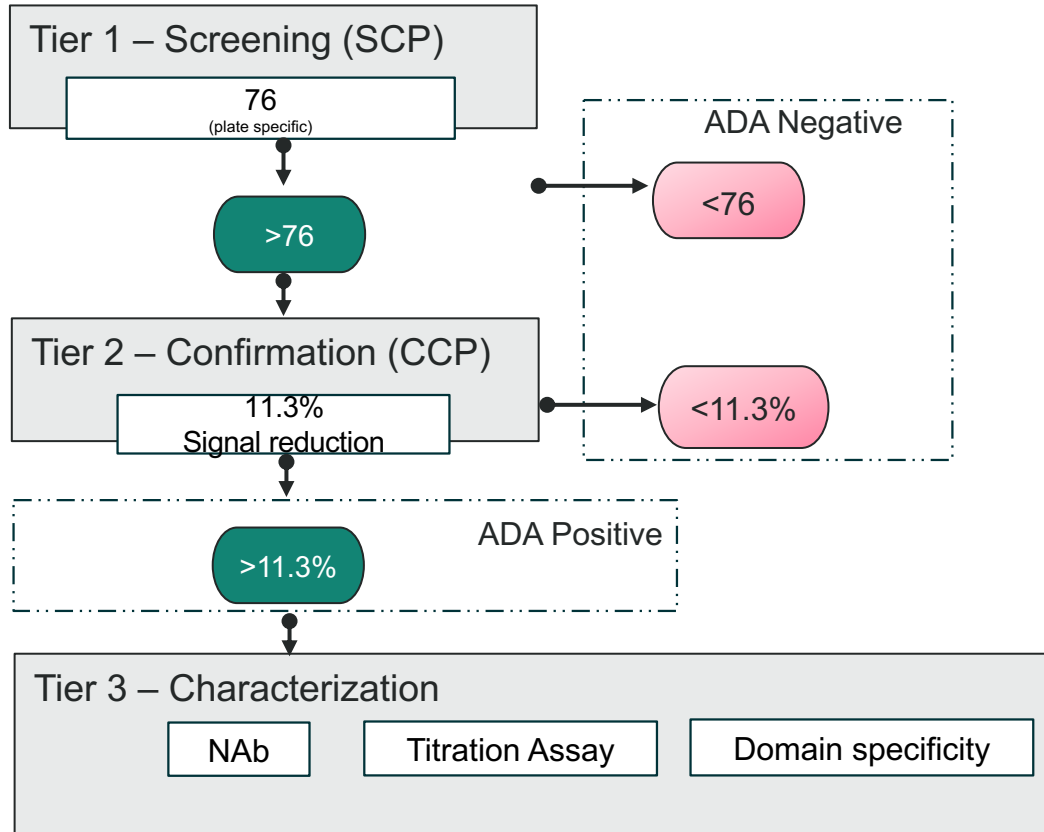 Tier 1 – Screening (SCP)
76
(plate specific)
ADA Negative
<76
>76
Tier 2 – Confirmation (CCP)
11.3%
Signal reduction
<11.3%
ADA Positive
>11.3%
Tier 3 – Characterization
NAb
Titration Assay
Domain specificity